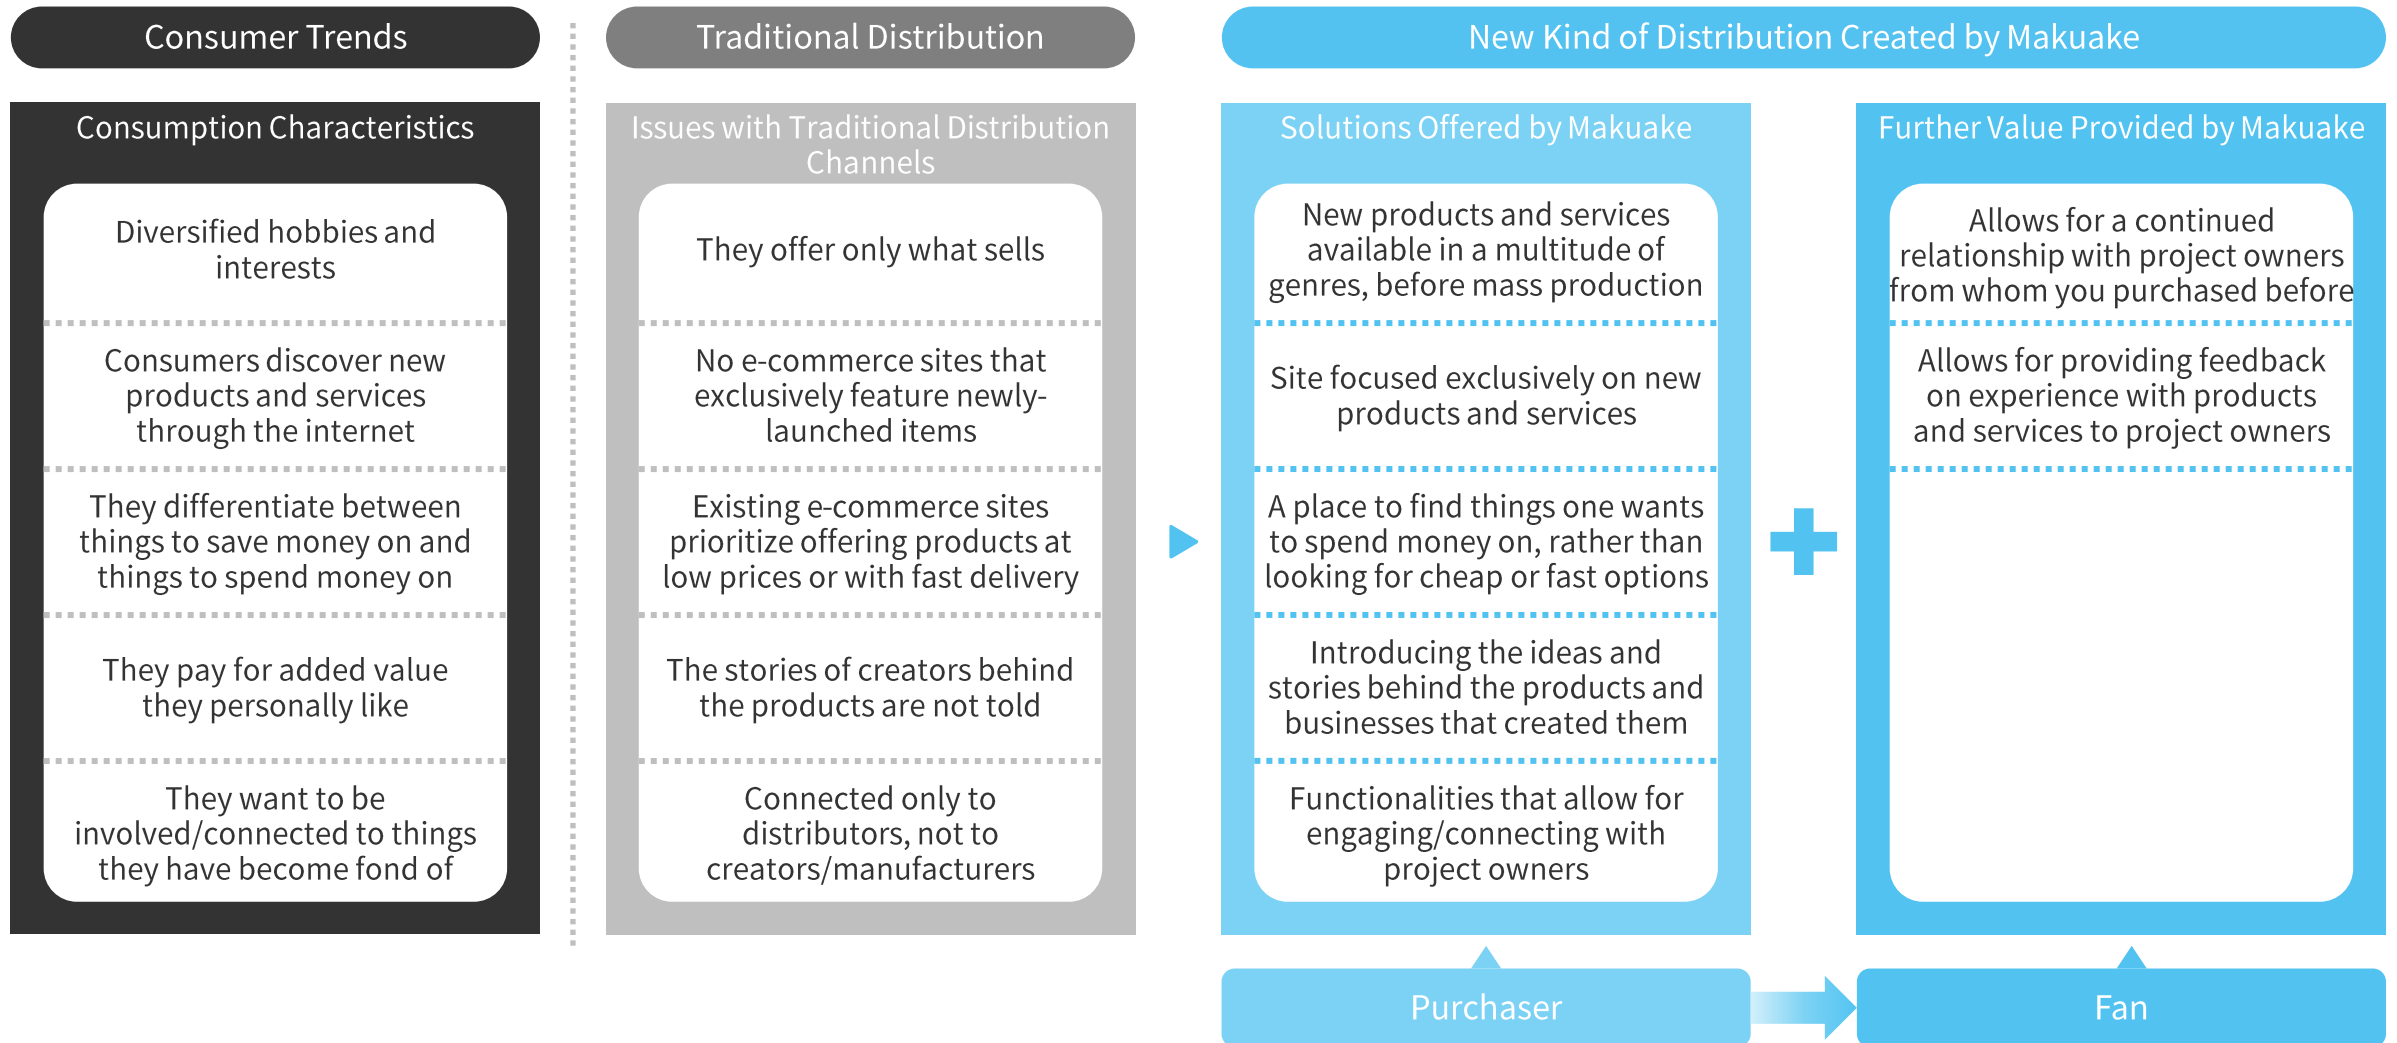 Consumer Trends
Traditional Distribution
New Kind of Distribution Created by Makuake
Consumption Characteristics
Diversified hobbies and
interests
Consumers discover new
products and services
through the internet
They differentiate between
things to save money on and
things to spend money on
They pay for added value
they personally like
They want to be
involved/connected to things
they have become fond of
Issues with Traditional Distribution
Channels
They offer only what sells
No e-commerce sites that
exclusively feature newly-
launched items
Existing e-commerce sites
prioritize offering products at
low prices or with fast delivery
The stories of creators behind
the products are not told
Connected only to
distributors, not to
creators/manufacturers
Solutions Offered by Makuake
New products and services
available in a multitude of
genres, before mass production
Site focused exclusively on new
products and services
A place to find things one wants
to spend money on, rather than
looking for cheap or fast options
Introducing the ideas and
stories behind the products and
businesses that created them
Functionalities that allow for
engaging/connecting with
project owners
Further Value Provided by Makuake
Allows for a continued
relationship with project owners
from whom you purchased before
Allows for providing feedback
on experience with products
and services to project owners
Purchaser
Fan